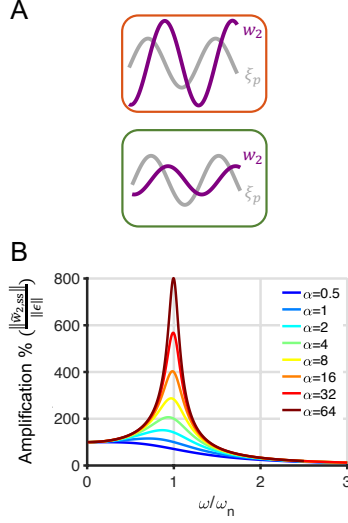 A
w₂
ξₚ
w₂
ξₚ
B
Amplification % (‖w̃₂,ss‖/‖ϵ‖)
800
600
400
200
0
0
1
2
3
ω/ωₙ
α=0.5
α=1
α=2
α=4
α=8
α=16
α=32
α=64